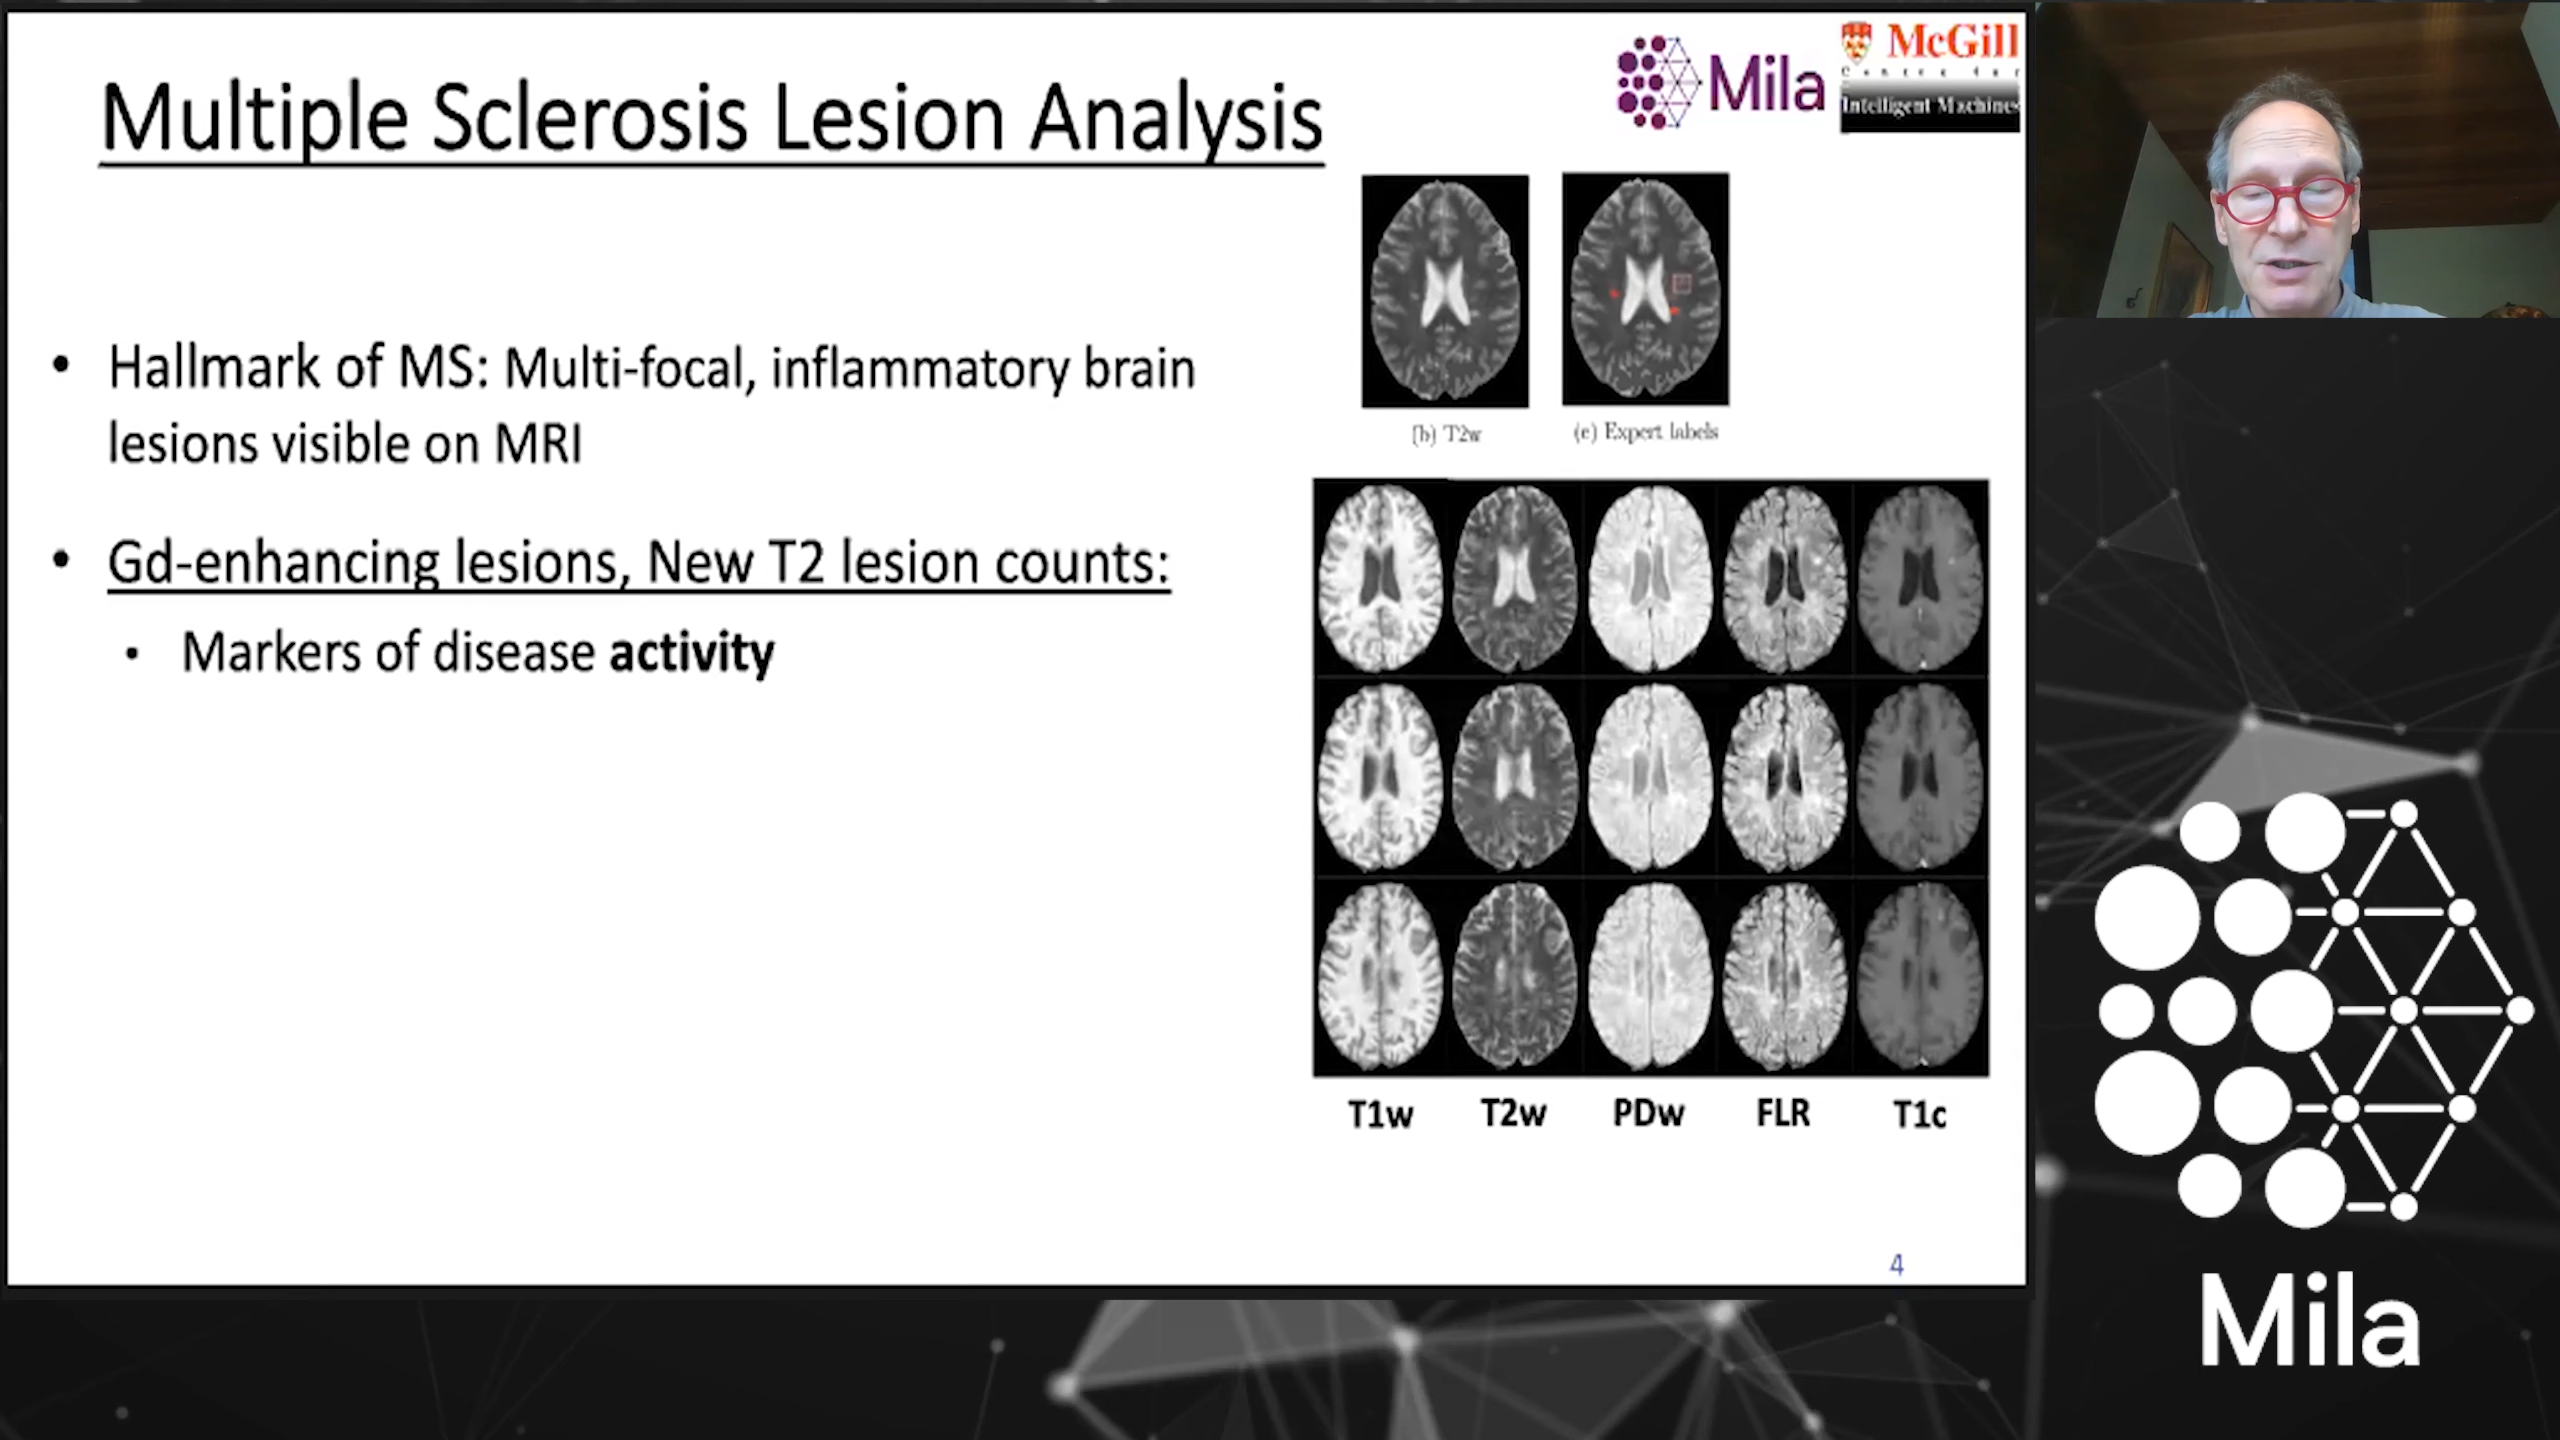 Multiple Sclerosis Lesion Analysis
Mila
McGill
Centre for
Intelligent Machines
• Hallmark of MS: Multi-focal, inflammatory brain
lesions visible on MRI
• Gd-enhancing lesions, New T2 lesion counts:
• Markers of disease activity
(b) T2w
(c) Expert labels
T1w
T2w
PDw
FLR
T1c
4
Mila